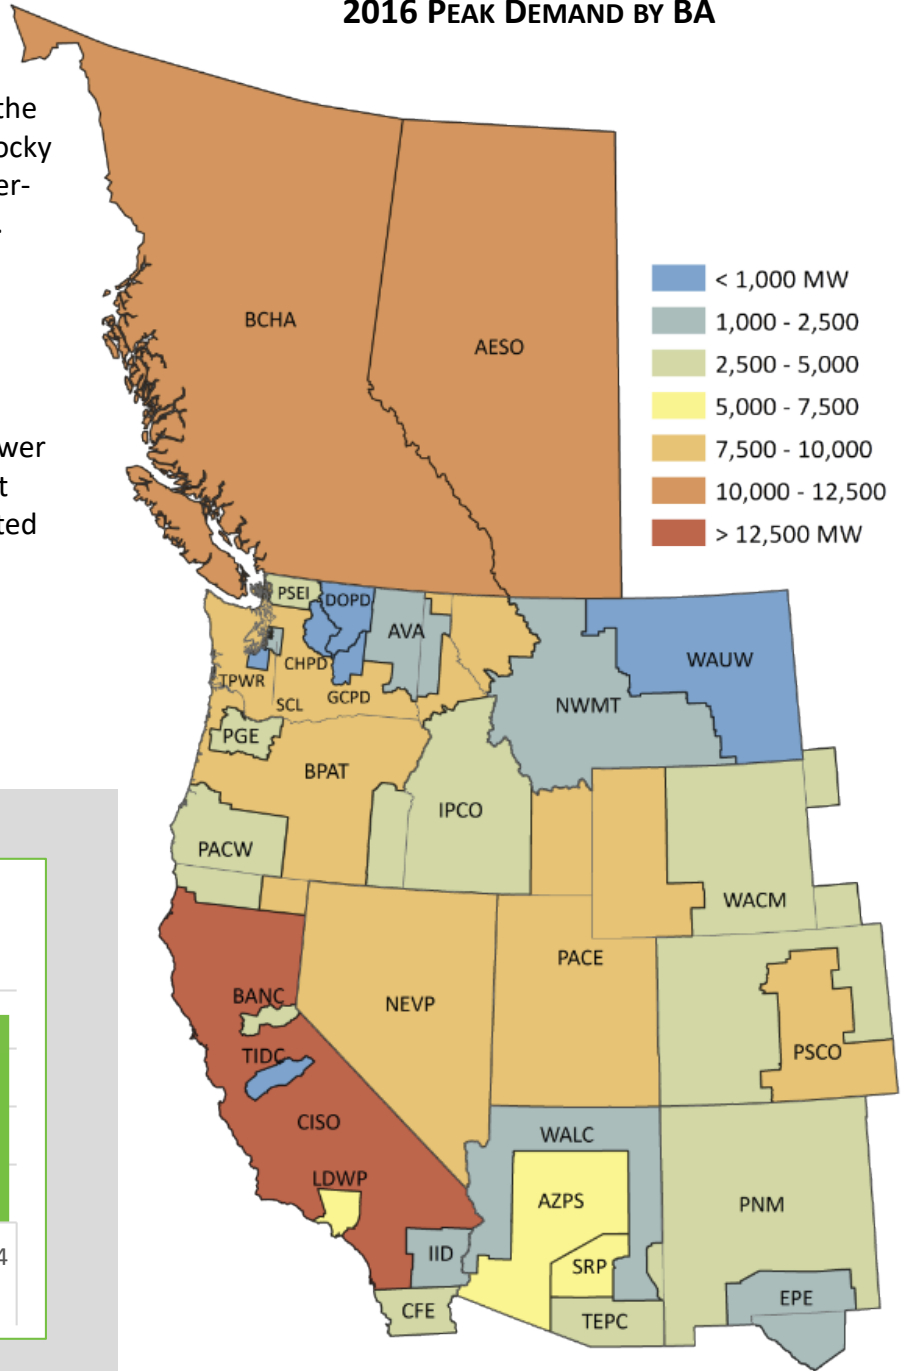 2016 PEAK DEMAND BY BA
the
ocky
er-
.
wer
t
ted
BCHA
AESO
< 1,000 MW
1,000 - 2,500
2,500 - 5,000
5,000 - 7,500
7,500 - 10,000
10,000 - 12,500
> 12,500 MW
PSEI
DOPD
AVA
CHPD
TPWR
SCL
GCPD
WAUW
NWMT
PGE
BPAT
IPCO
PACW
WACM
PACE
BANC
NEVP
TIDC
PSCO
CISO
WALC
LDWP
AZPS
PNM
IID
SRP
EPE
CFE
TEPC
4